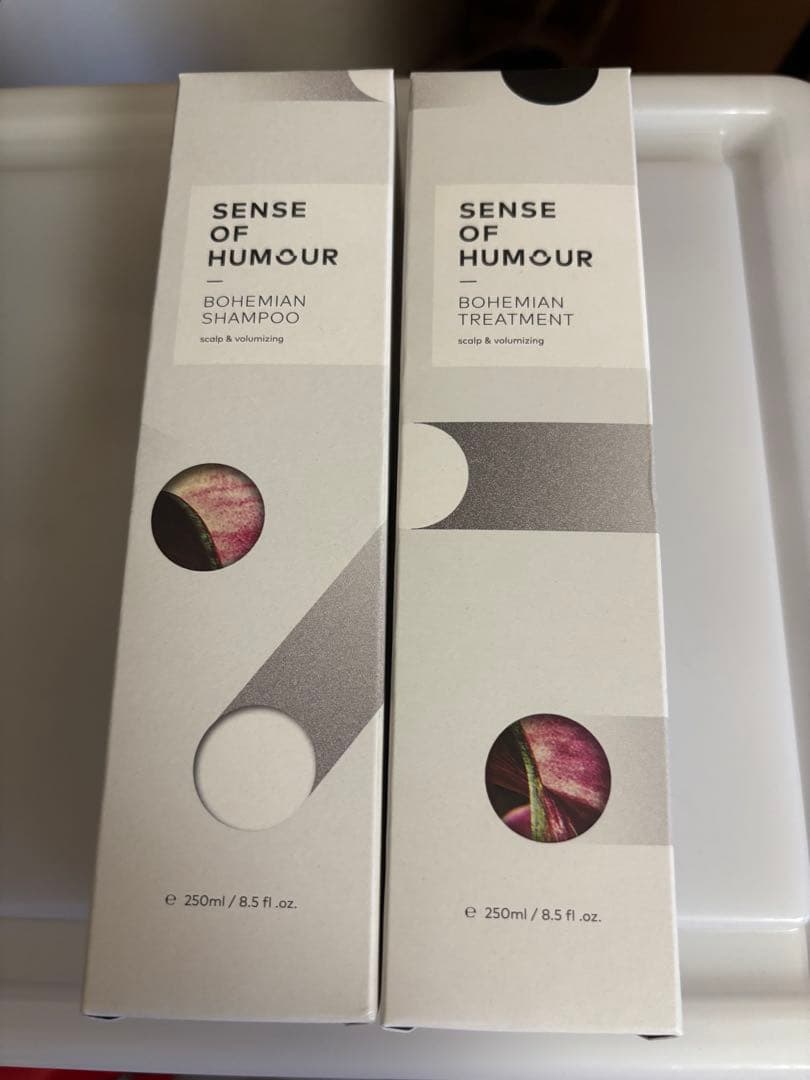 SENSE
OF
HUMOUR
BOHEMIAN
SHAMPOO
scalp & volumizing
℮ 250ml / 8.5 fl .oz.
SENSE
OF
HUMOUR
BOHEMIAN
TREATMENT
scalp & volumizing
℮ 250ml / 8.5 fl .oz.